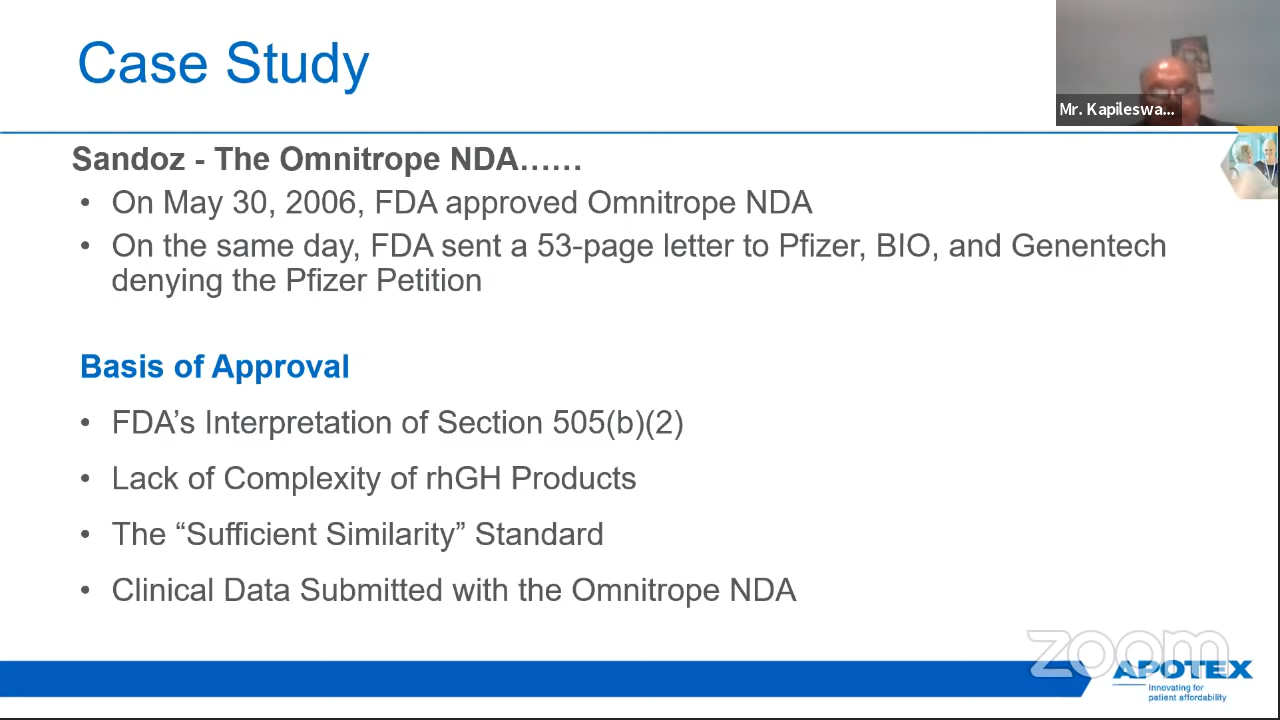 Case Study
Mr. Kapileswa...
Sandoz - The Omnitrope NDA……
• On May 30, 2006, FDA approved Omnitrope NDA
• On the same day, FDA sent a 53-page letter to Pfizer, BIO, and Genentech
denying the Pfizer Petition
Basis of Approval
• FDA’s Interpretation of Section 505(b)(2)
• Lack of Complexity of rhGH Products
• The “Sufficient Similarity” Standard
• Clinical Data Submitted with the Omnitrope NDA
zoom
APOTEX
Innovating for
patient affordability